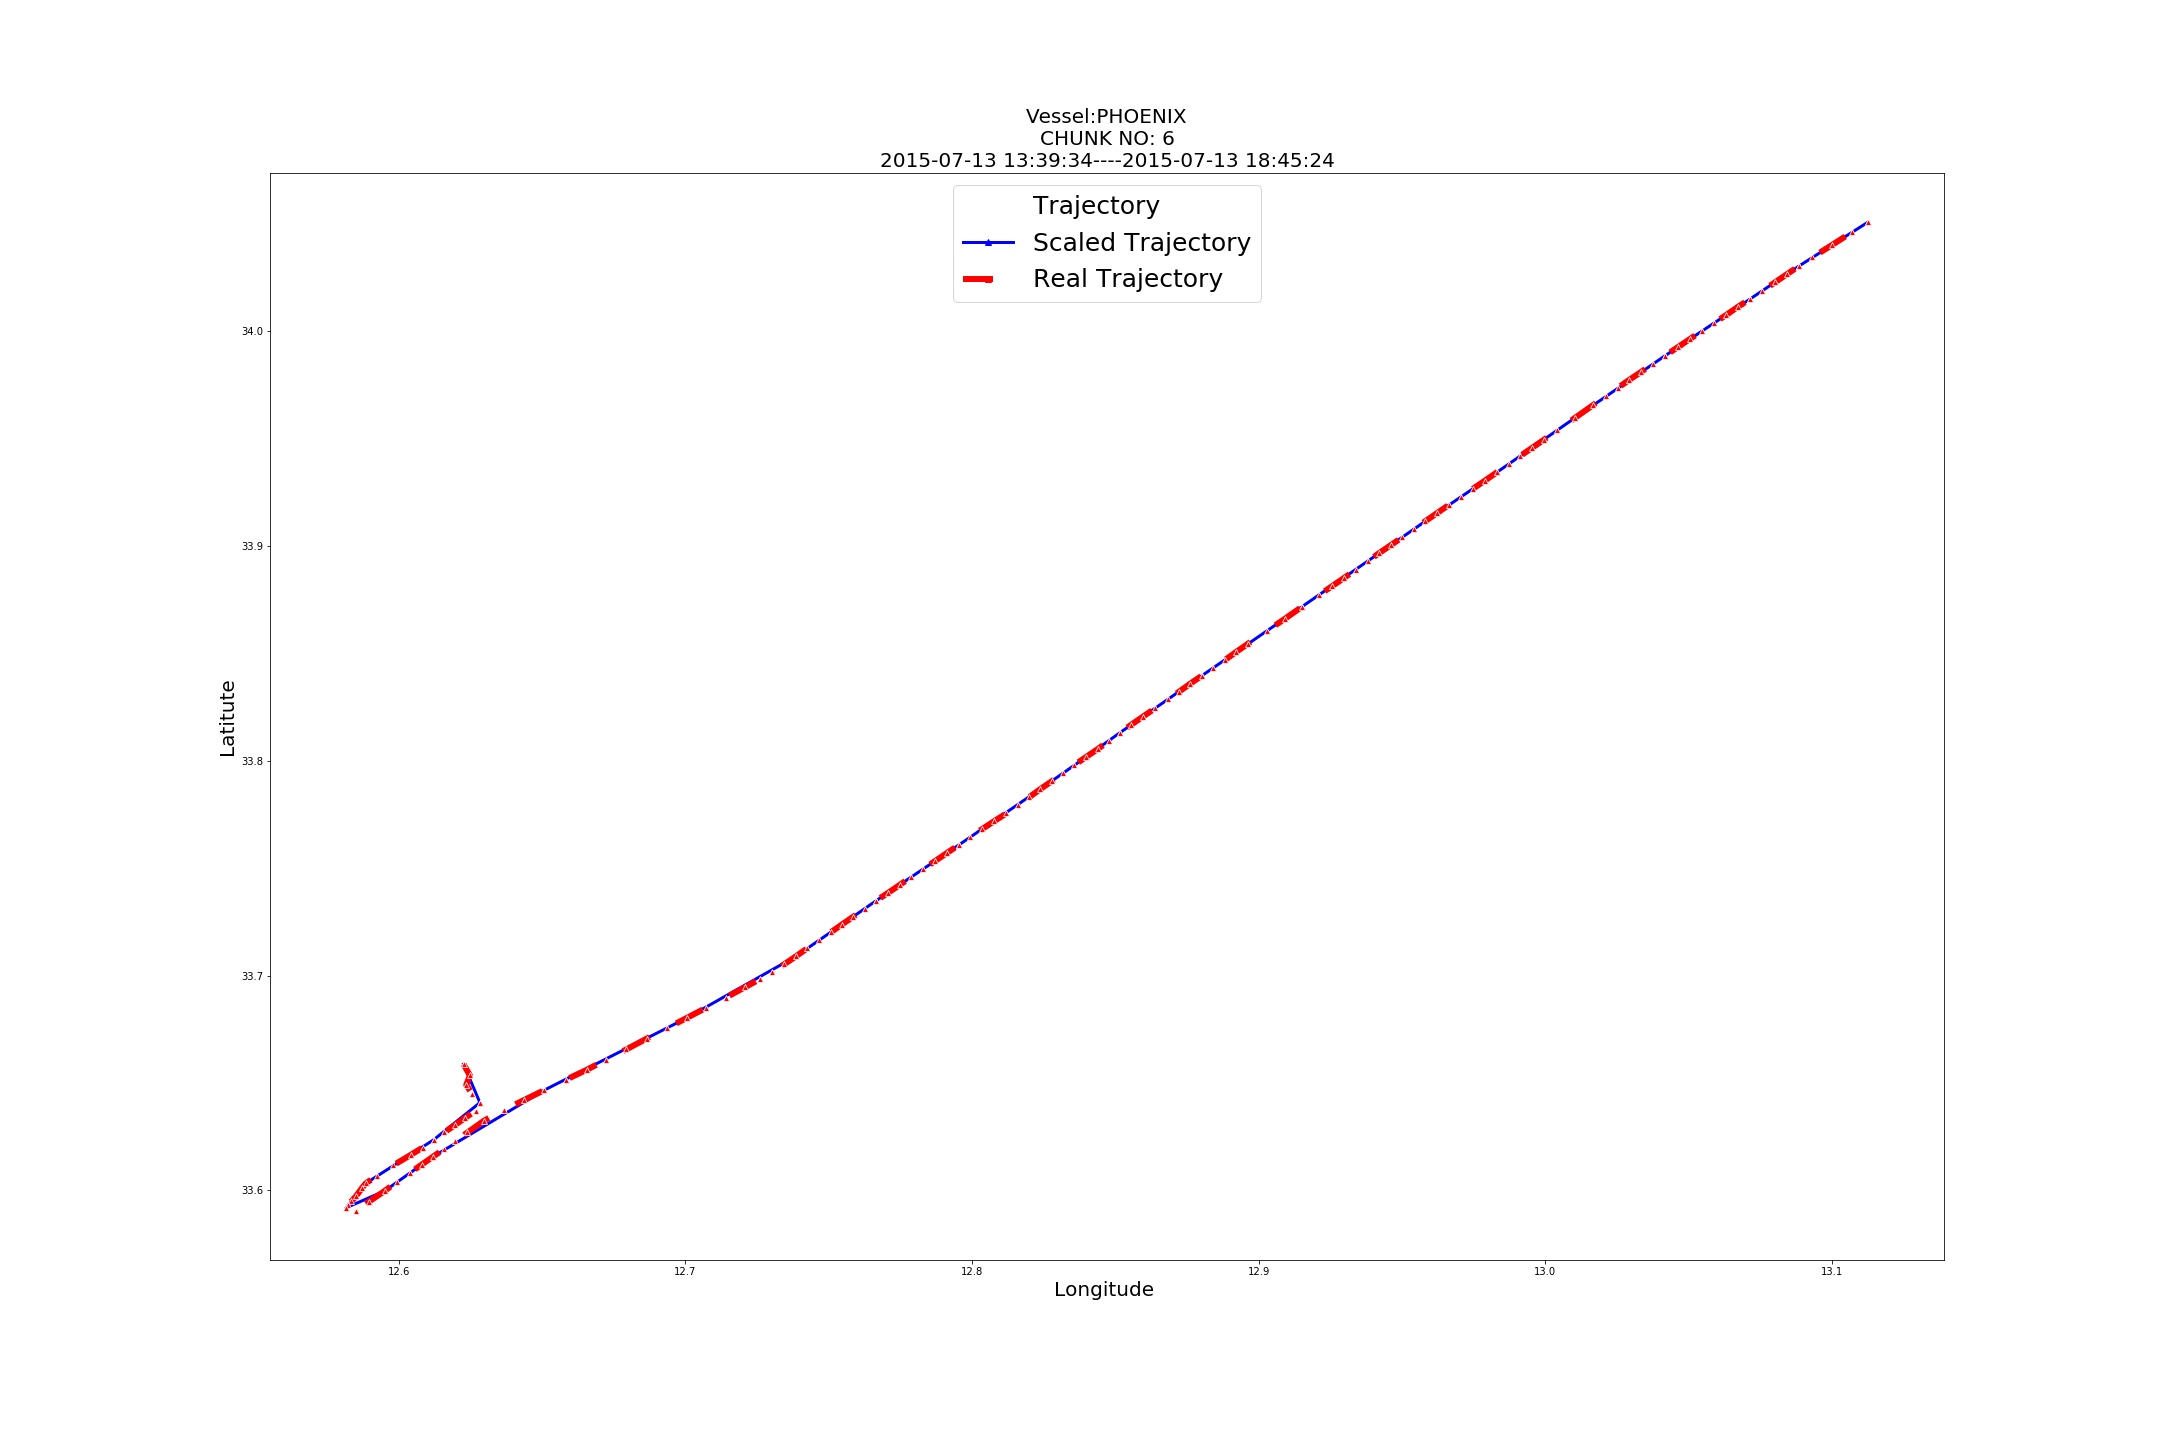 Vessel:PHOENIX
CHUNK NO: 6
2015-07-13 13:39:34----2015-07-13 18:45:24
Trajectory
Scaled Trajectory
Real Trajectory
34.0
33.9
33.8
33.7
33.6
Latitute
12.6 12.7 12.8 12.9 13.0 13.1
Longitude